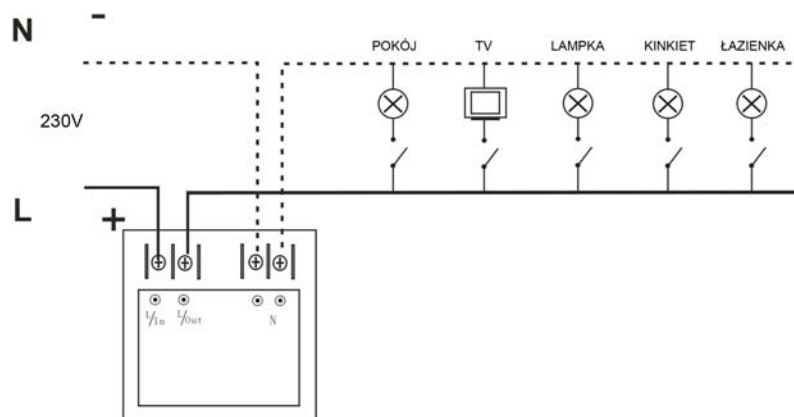 N -
POKÓJ TV LAMPKA KINKIET ŁAZIENKA
230V
L +
L/In L/Out N